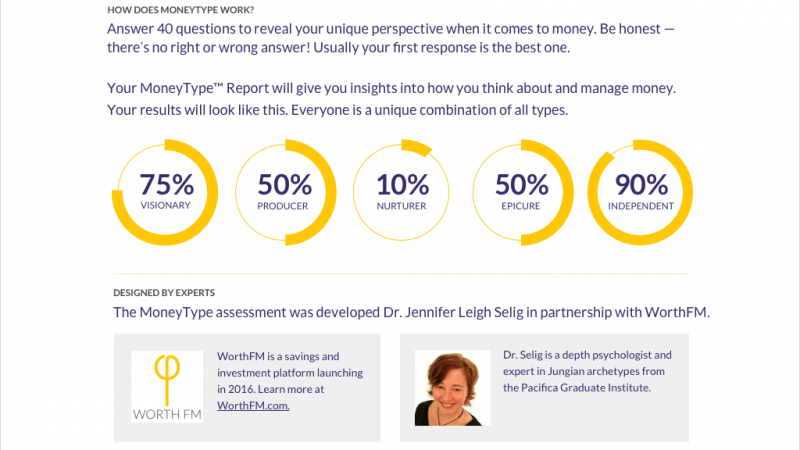 HOW DOES MONEYTYPE WORK?
Answer 40 questions to reveal your unique perspective when it comes to money. Be honest —
there's no right or wrong answer! Usually your first response is the best one.
Your MoneyType™ Report will give you insights into how you think about and manage money.
Your results will look like this. Everyone is a unique combination of all types.
75%
VISIONARY
50%
PRODUCER
10%
NURTURER
50%
EPICURE
90%
INDEPENDENT
DESIGNED BY EXPERTS
The MoneyType assessment was developed Dr. Jennifer Leigh Selig in partnership with WorthFM.
WORTH FM
WorthFM is a savings and
investment platform launching
in 2016. Learn more at
WorthFM.com.
Dr. Selig is a depth psychologist and
expert in Jungian archetypes from
the Pacifica Graduate Institute.